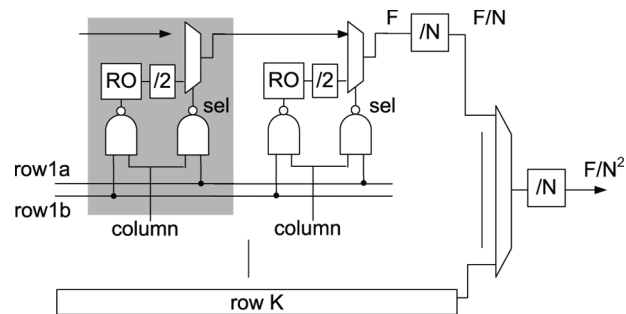 F
/N
F/N
RO
/2
sel
RO
/2
sel
row1a
row1b
column
column
/N
F/N²
row K